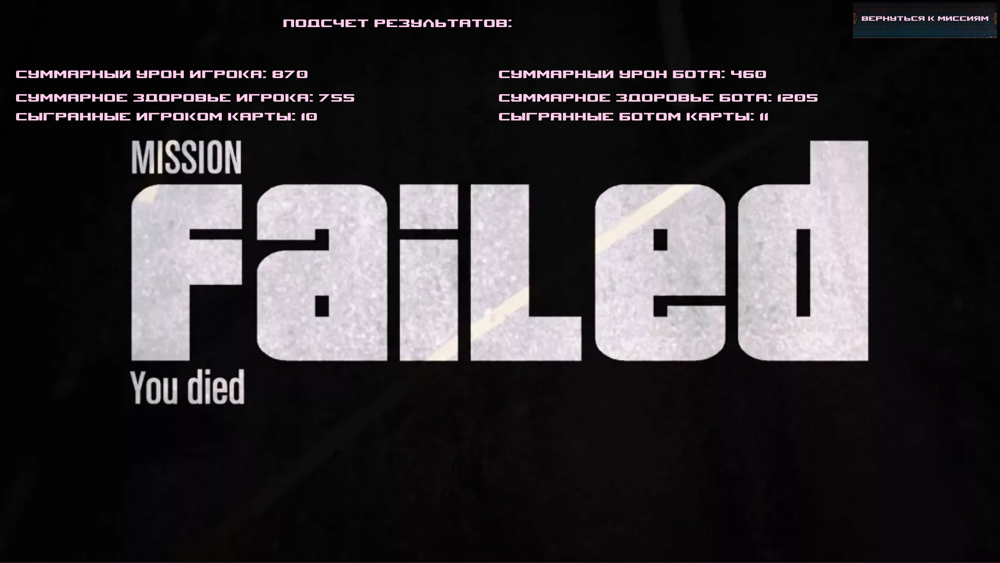 ПОДСЧЕТ РЕЗУЛЬТАТОВ:
ВЕРНУТЬСЯ К МИССИЯМ
СУММАРНЫЙ УРОН ИГРОКА: 870
СУММАРНОЕ ЗДОРОВЬЕ ИГРОКА: 755
СЫГРАННЫЕ ИГРОКОМ КАРТЫ: 10
СУММАРНЫЙ УРОН БОТА: 460
СУММАРНОЕ ЗДОРОВЬЕ БОТА: 1205
СЫГРАННЫЕ БОТОМ КАРТЫ: 11
MISSION
FaiLed
You died